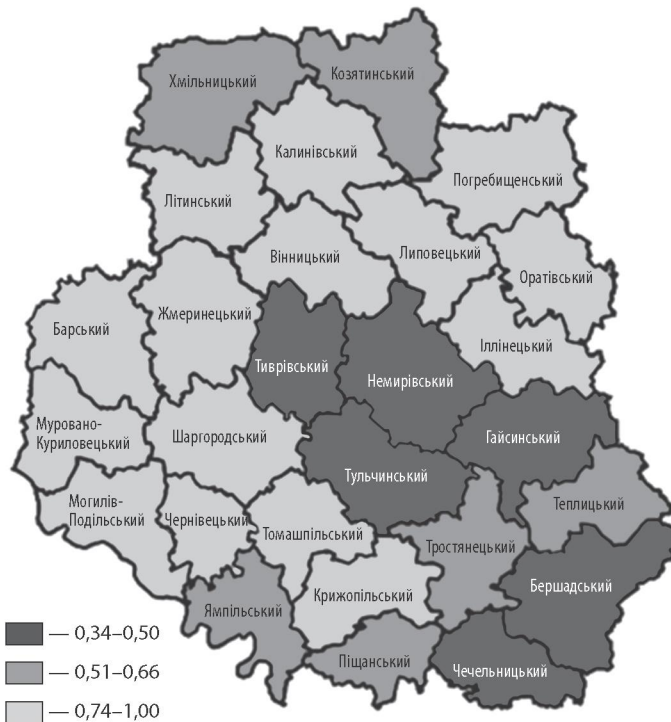 Хмільницький
Козятинський
Калинівський
Літинський
Погребищенський
Вінницький
Липовецький
Оратівський
Жмеринецький
Барський
Іллінецький
Тиврівський
Немирівський
Муровано-
Куриловецький
Шаргородський
Гайсинський
Тульчинський
Могилів-
Подільський
Чернівецький
Томашпільський
Тростянецький
Теплицький
Ямпільський
Крижопільський
Бершадський
Піщанський
Чечельницький
— 0,34–0,50
— 0,51–0,66
— 0,74–1,00